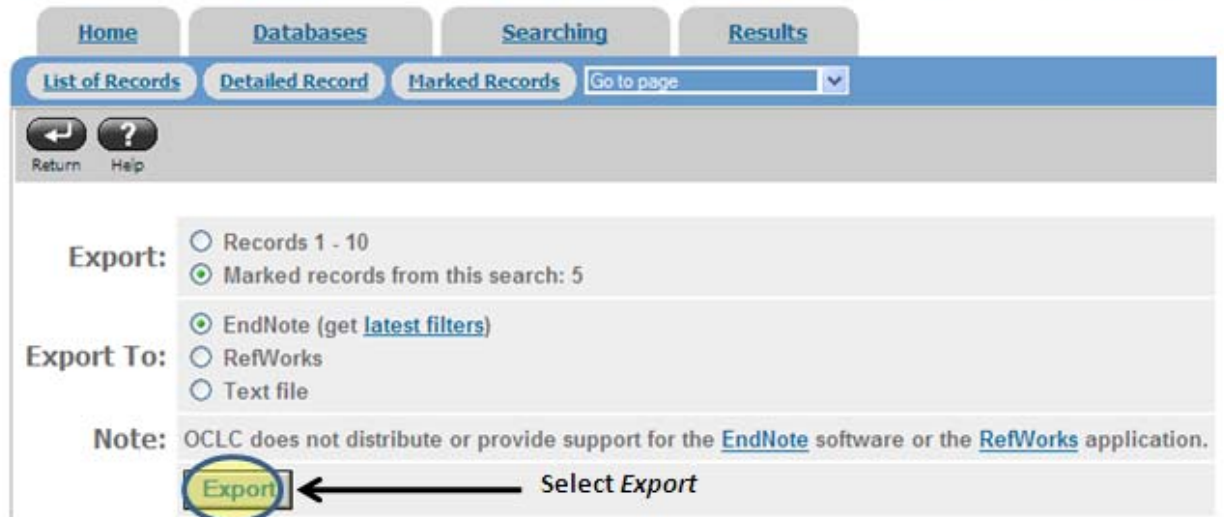 Home Databases Searching Results
List of Records Detailed Record Marked Records Go to page
Return Help
Export:
Records 1 - 10
Marked records from this search: 5
Export To:
EndNote (get latest filters)
RefWorks
Text file
Note: OCLC does not distribute or provide support for the EndNote software or the RefWorks application.
Export Select Export